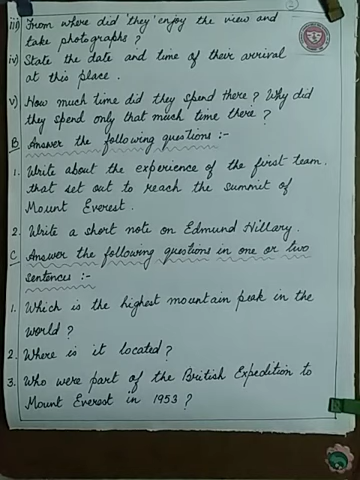 iii) From where did 'they' enjoy the view and
take photographs?
iv) State the date and time of their arrival
at this place.
v) How much time did they spend there? Why did
they spend only that much time there?
B Answer the following questions :-
1. Write about the experience of the first team
that set out to reach the summit of
Mount Everest.
2. Write a short note on Edmund Hillary.
C Answer the following questions in one or two
sentences :-
1. Which is the highest mountain peak in the
world?
2. Where is it located?
3. Who were part of the British Expedition to
Mount Everest in 1953?